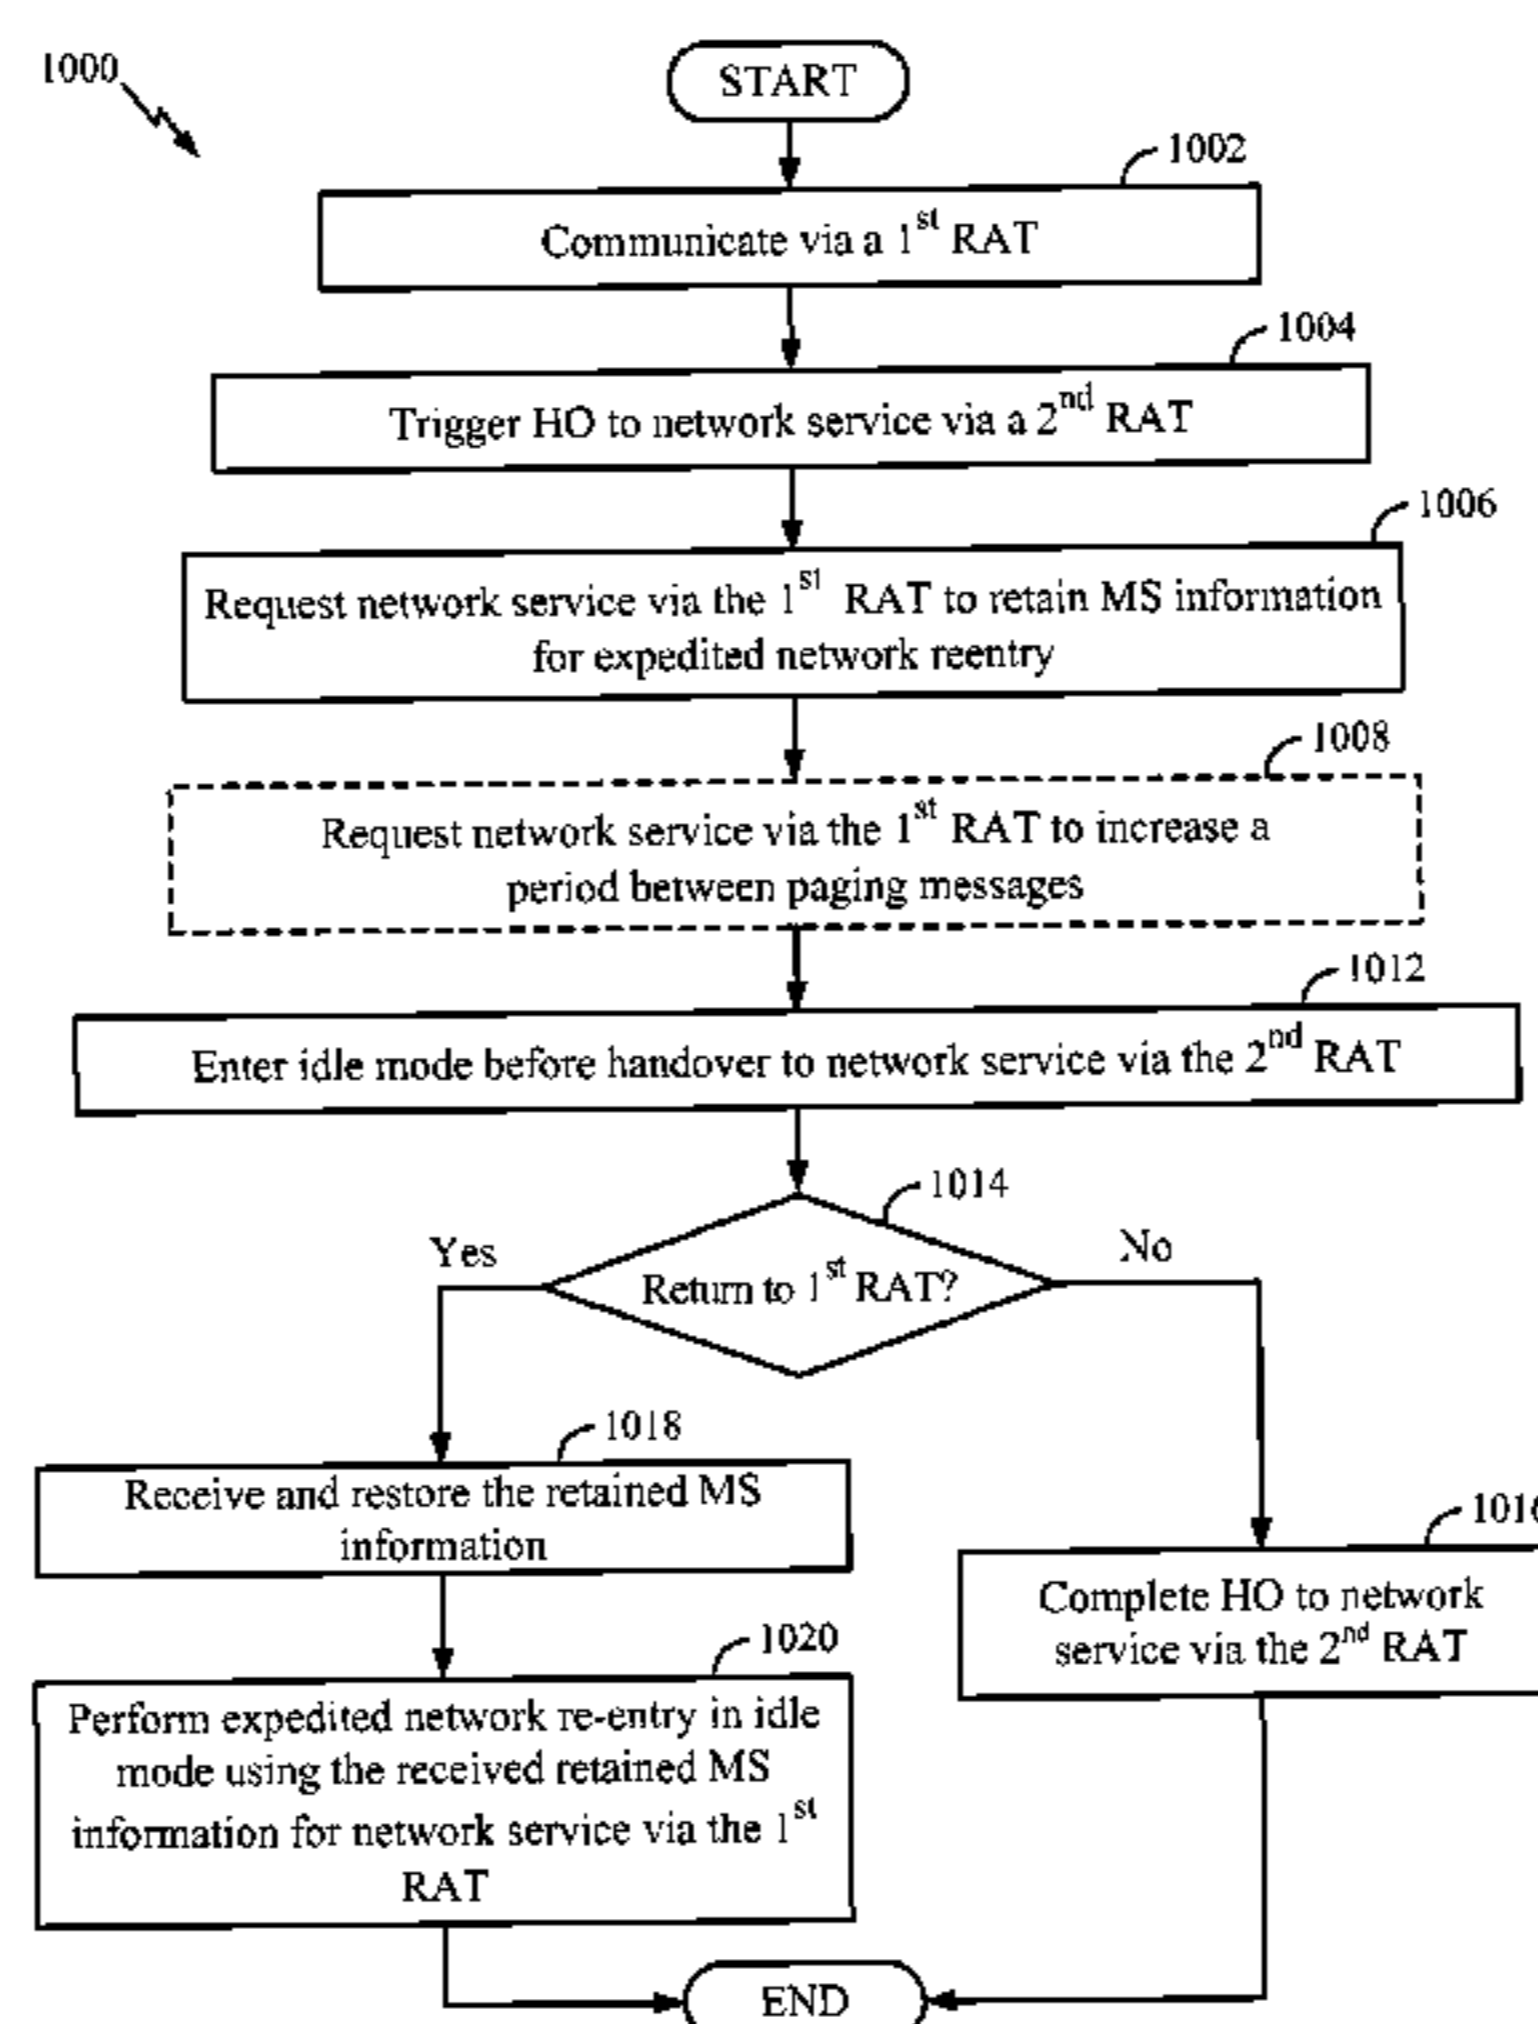 1000
START
1002
Communicate via a 1st RAT
1004
Trigger HO to network service via a 2nd RAT
1006
Request network service via the 1st RAT to retain MS information
for expedited network reentry
1008
Request network service via the 1st RAT to increase a
period between paging messages
1012
Enter idle mode before handover to network service via the 2nd RAT
1014
Yes
No
Return to 1st RAT?
1018
Receive and restore the retained MS
information
1016
Complete HO to network
service via the 2nd RAT
1020
Perform expedited network re-entry in idle
mode using the received retained MS
information for network service via the 1st
RAT
END